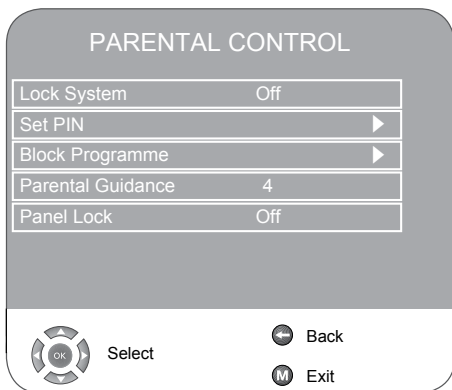 PARENTAL CONTROL
Lock System Off
Set PIN
Block Programme
Parental Guidance 4
Panel Lock Off
OK Select
Back
M Exit